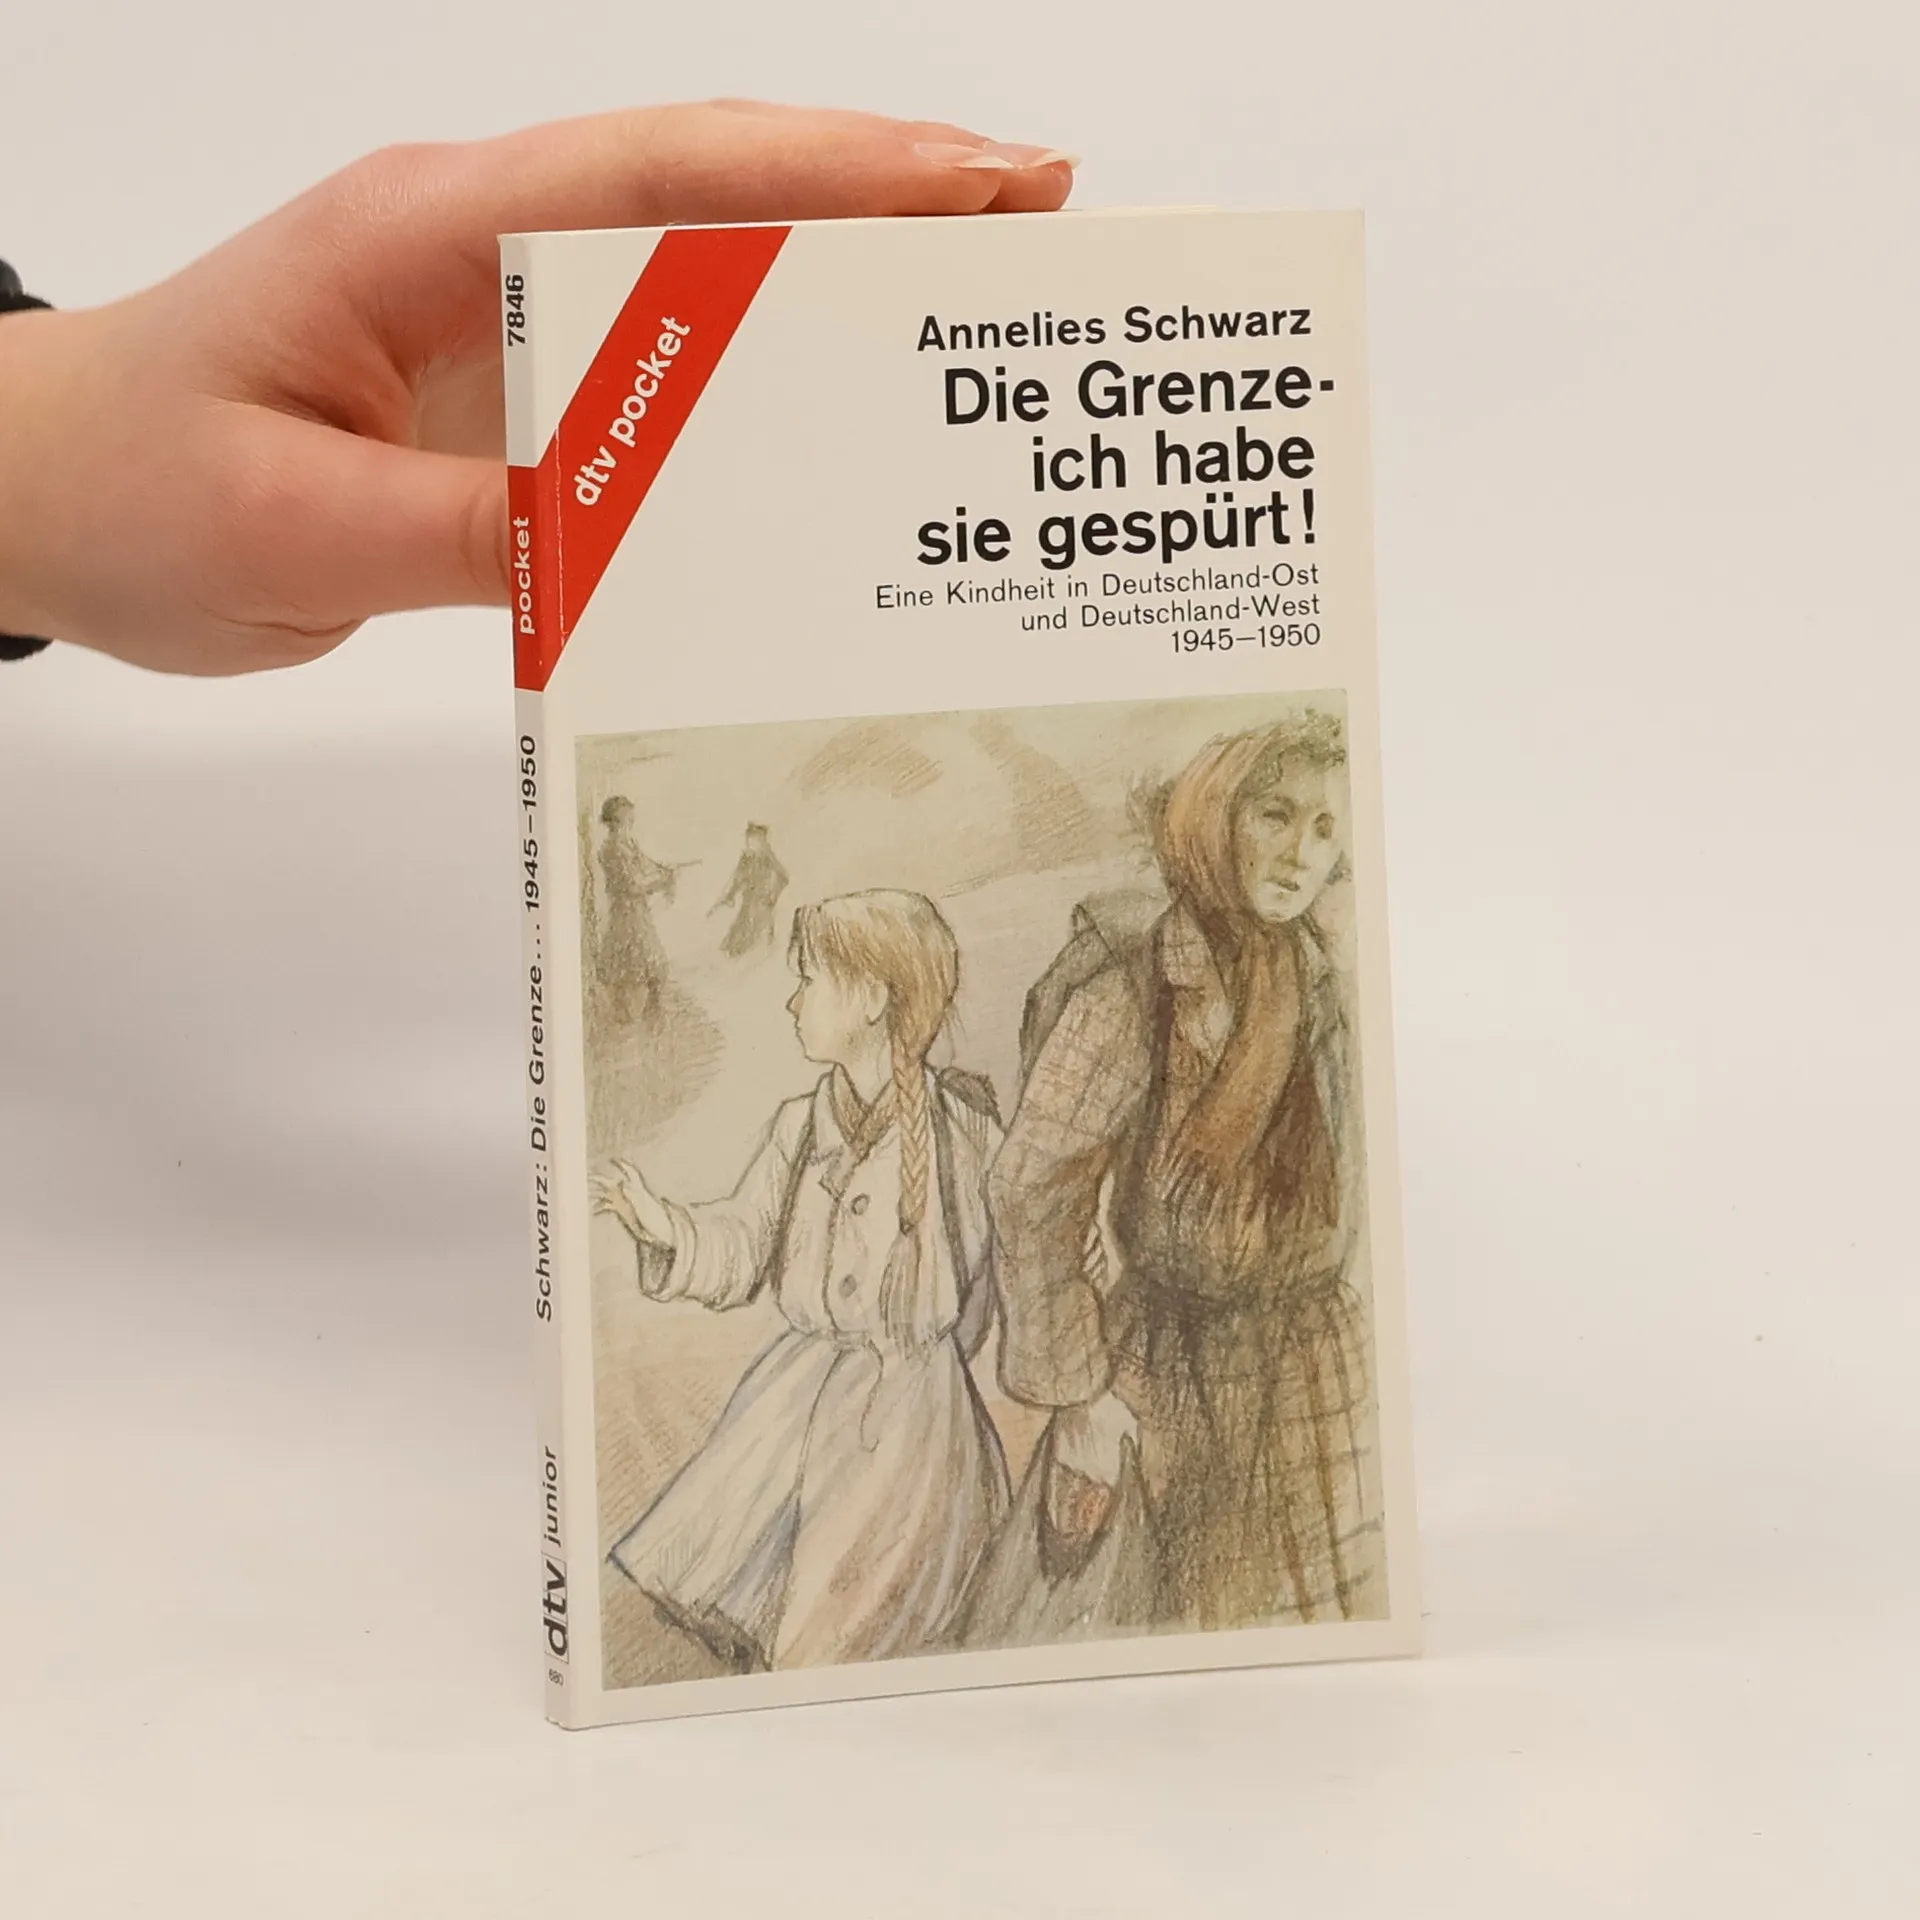 Annelies Schwarz
Die Grenze-
ich habe
sie gespürt!
Eine Kindheit in Deutschland-Ost
und Deutschland-West
1945–1950
dtv pocket
7846
pocket
Schwarz: Die Grenze... 1945–1950
dtv junior
680